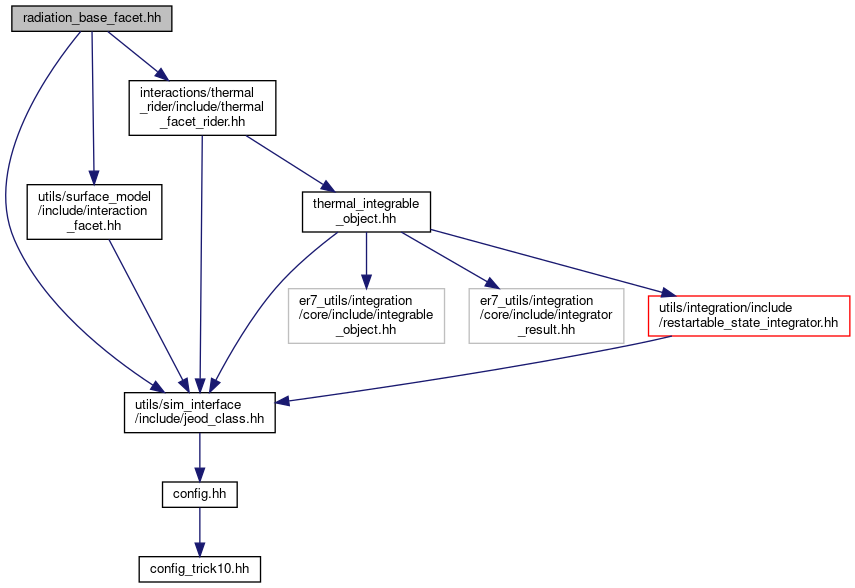 radiation_base_facet.hh
interactions/thermal
_rider/include/thermal
_facet_rider.hh
utils/surface_model
/include/interaction
_facet.hh
thermal_integrable
_object.hh
er7_utils/integration
/core/include/integrable
_object.hh
er7_utils/integration
/core/include/integrator
_result.hh
utils/integration/include
/restartable_state_integrator.hh
utils/sim_interface
/include/jeod_class.hh
config.hh
config_trick10.hh